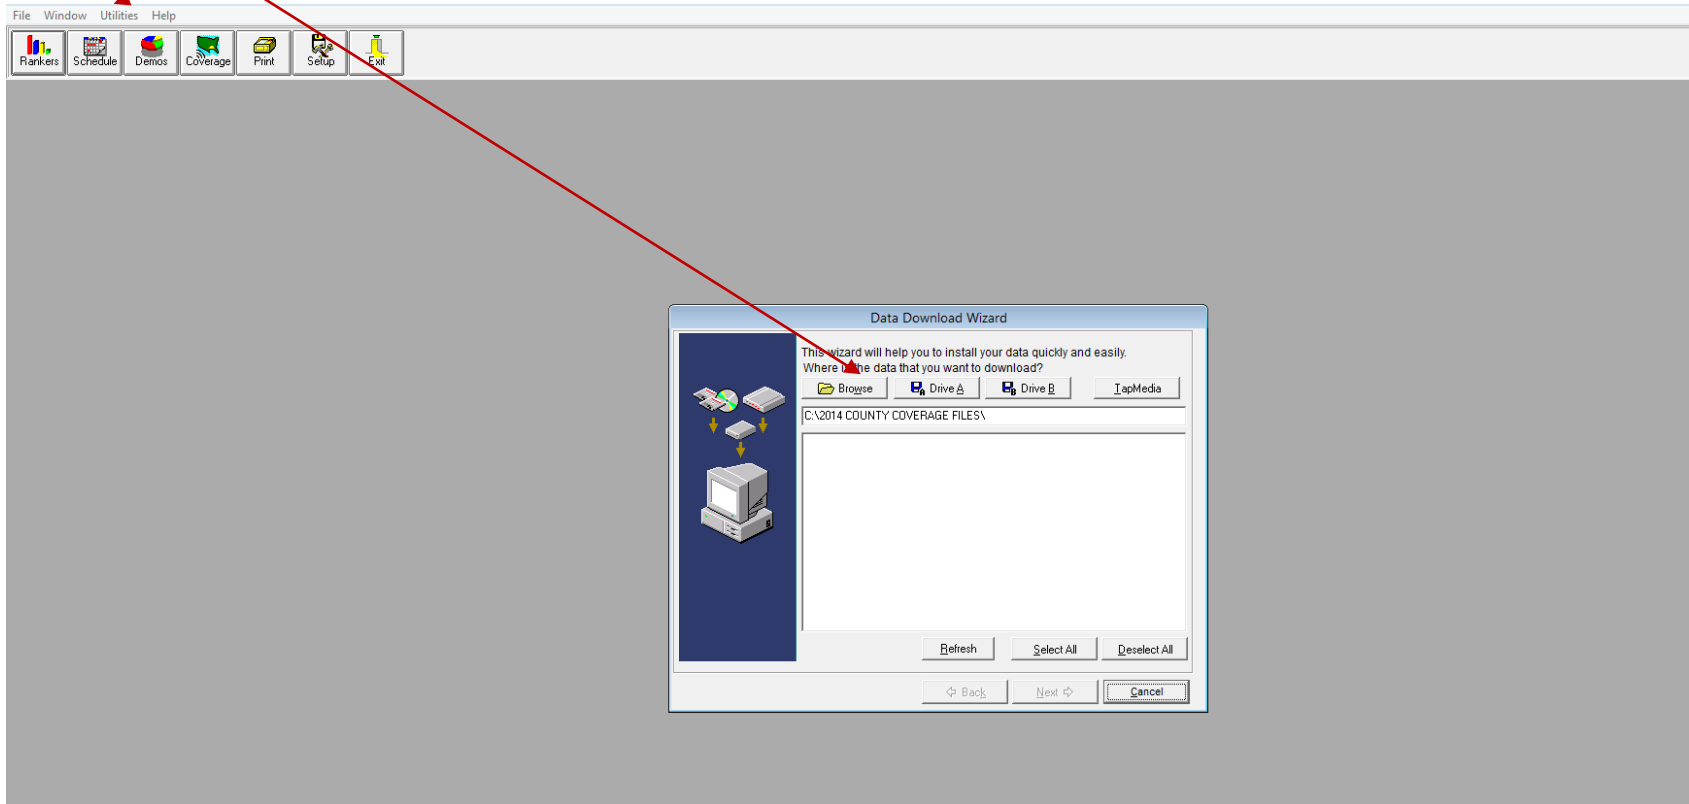 File Window Utilities Help
Rankers Schedule Demos Coverage Print Setup Exit
Data Download Wizard
This wizard will help you to install your data quickly and easily.
Where is the data that you want to download?
Browse Drive A Drive B TapMedia
C:\2014 COUNTY COVERAGE FILES\
Refresh Select All Deselect All
Back Next Cancel